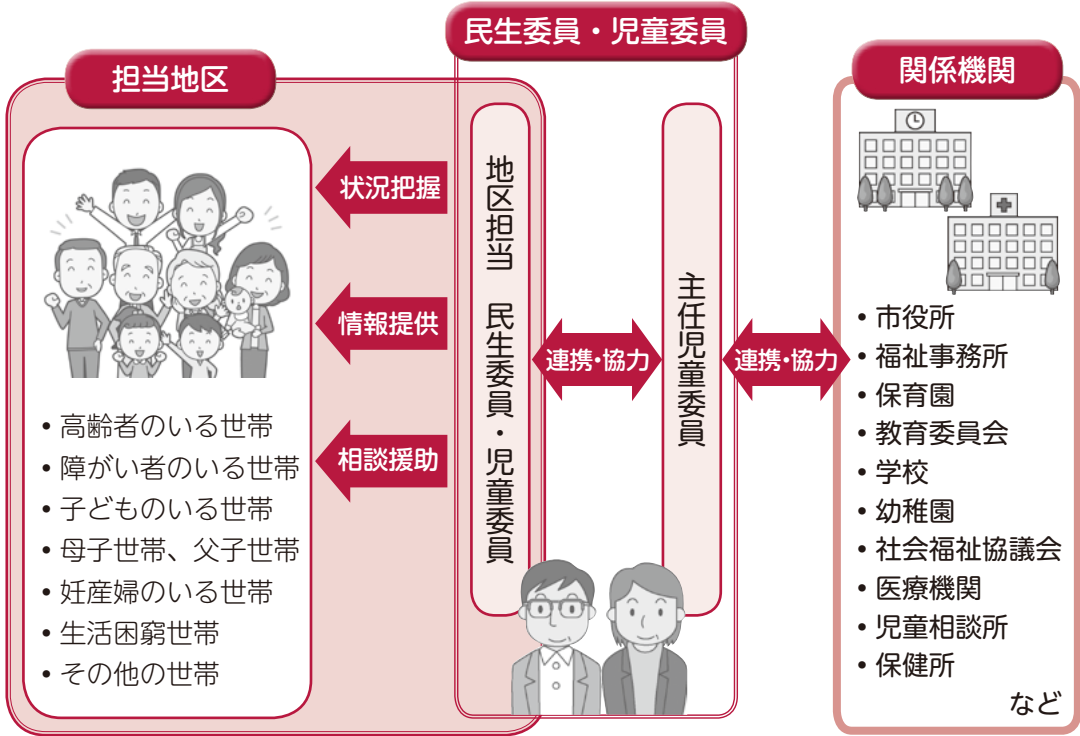 民生委員・児童委員
担当地区
状況把握
情報提供
相談援助
• 高齢者のいる世帯
• 障がい者のいる世帯
• 子どものいる世帯
• 母子世帯、父子世帯
• 妊産婦のいる世帯
• 生活困窮世帯
• その他の世帯
地区担当 民生委員・児童委員
連携・協力
主任児童委員
連携・協力
関係機関
• 市役所
• 福祉事務所
• 保育園
• 教育委員会
• 学校
• 幼稚園
• 社会福祉協議会
• 医療機関
• 児童相談所
• 保健所
など